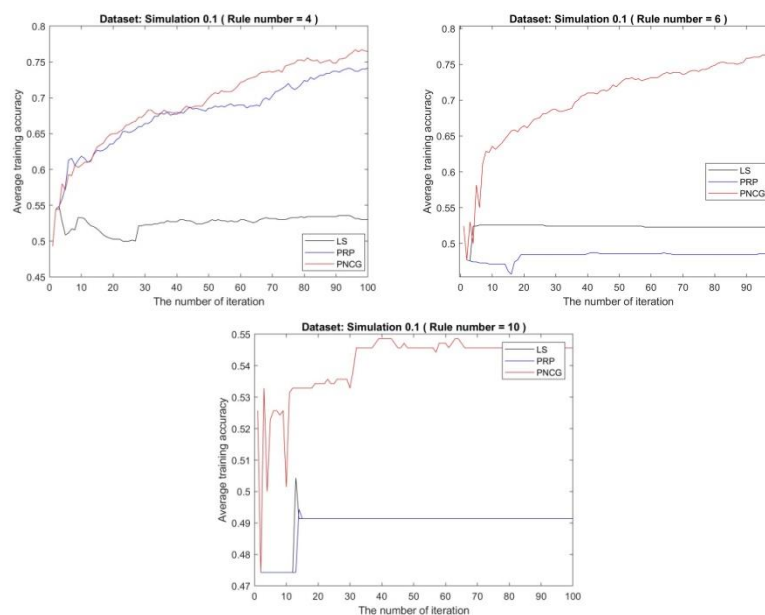 Dataset: Simulation 0.1 ( Rule number = 4 )
0.8
0.75
0.7
0.65
0.6
0.55
0.5
0.45
Average training accuracy
LS
PRP
PNCG
0 10 20 30 40 50 60 70 80 90 100
The number of iteration
Dataset: Simulation 0.1 ( Rule number = 6 )
0.8
0.75
0.7
0.65
0.6
0.55
0.5
Average training accuracy
LS
PRP
PNCG
0 10 20 30 40 50 60 70 80 90
The number of iteration
Dataset: Simulation 0.1 ( Rule number = 10 )
0.55
0.54
0.53
0.52
0.51
0.5
0.49
0.48
0.47
Average training accuracy
LS
PRP
PNCG
0 10 20 30 40 50 60 70 80 90 100
The number of iteration